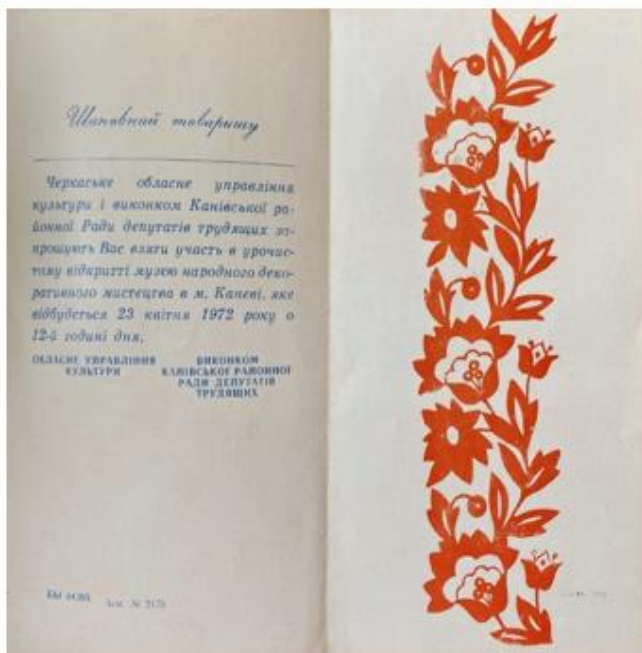 Шановний товаришу
Черкаське обласне управління
культури і виконком Канівської ра-
йонної Ради депутатів трудящих за-
прошують Вас взяти участь в урочис-
тому відкритті музею народного деко-
ративного мистецтва в м. Каневі, яке
відбудеться 23 квітня 1972 року о
12-й годині дня.
ОБЛАСНЕ УПРАВЛІННЯ
КУЛЬТУРИ
ВИКОНКОМ
КАНІВСЬКОЇ РАЙОННОЇ
РАДИ ДЕПУТАТІВ
ТРУДЯЩИХ
Зам. №